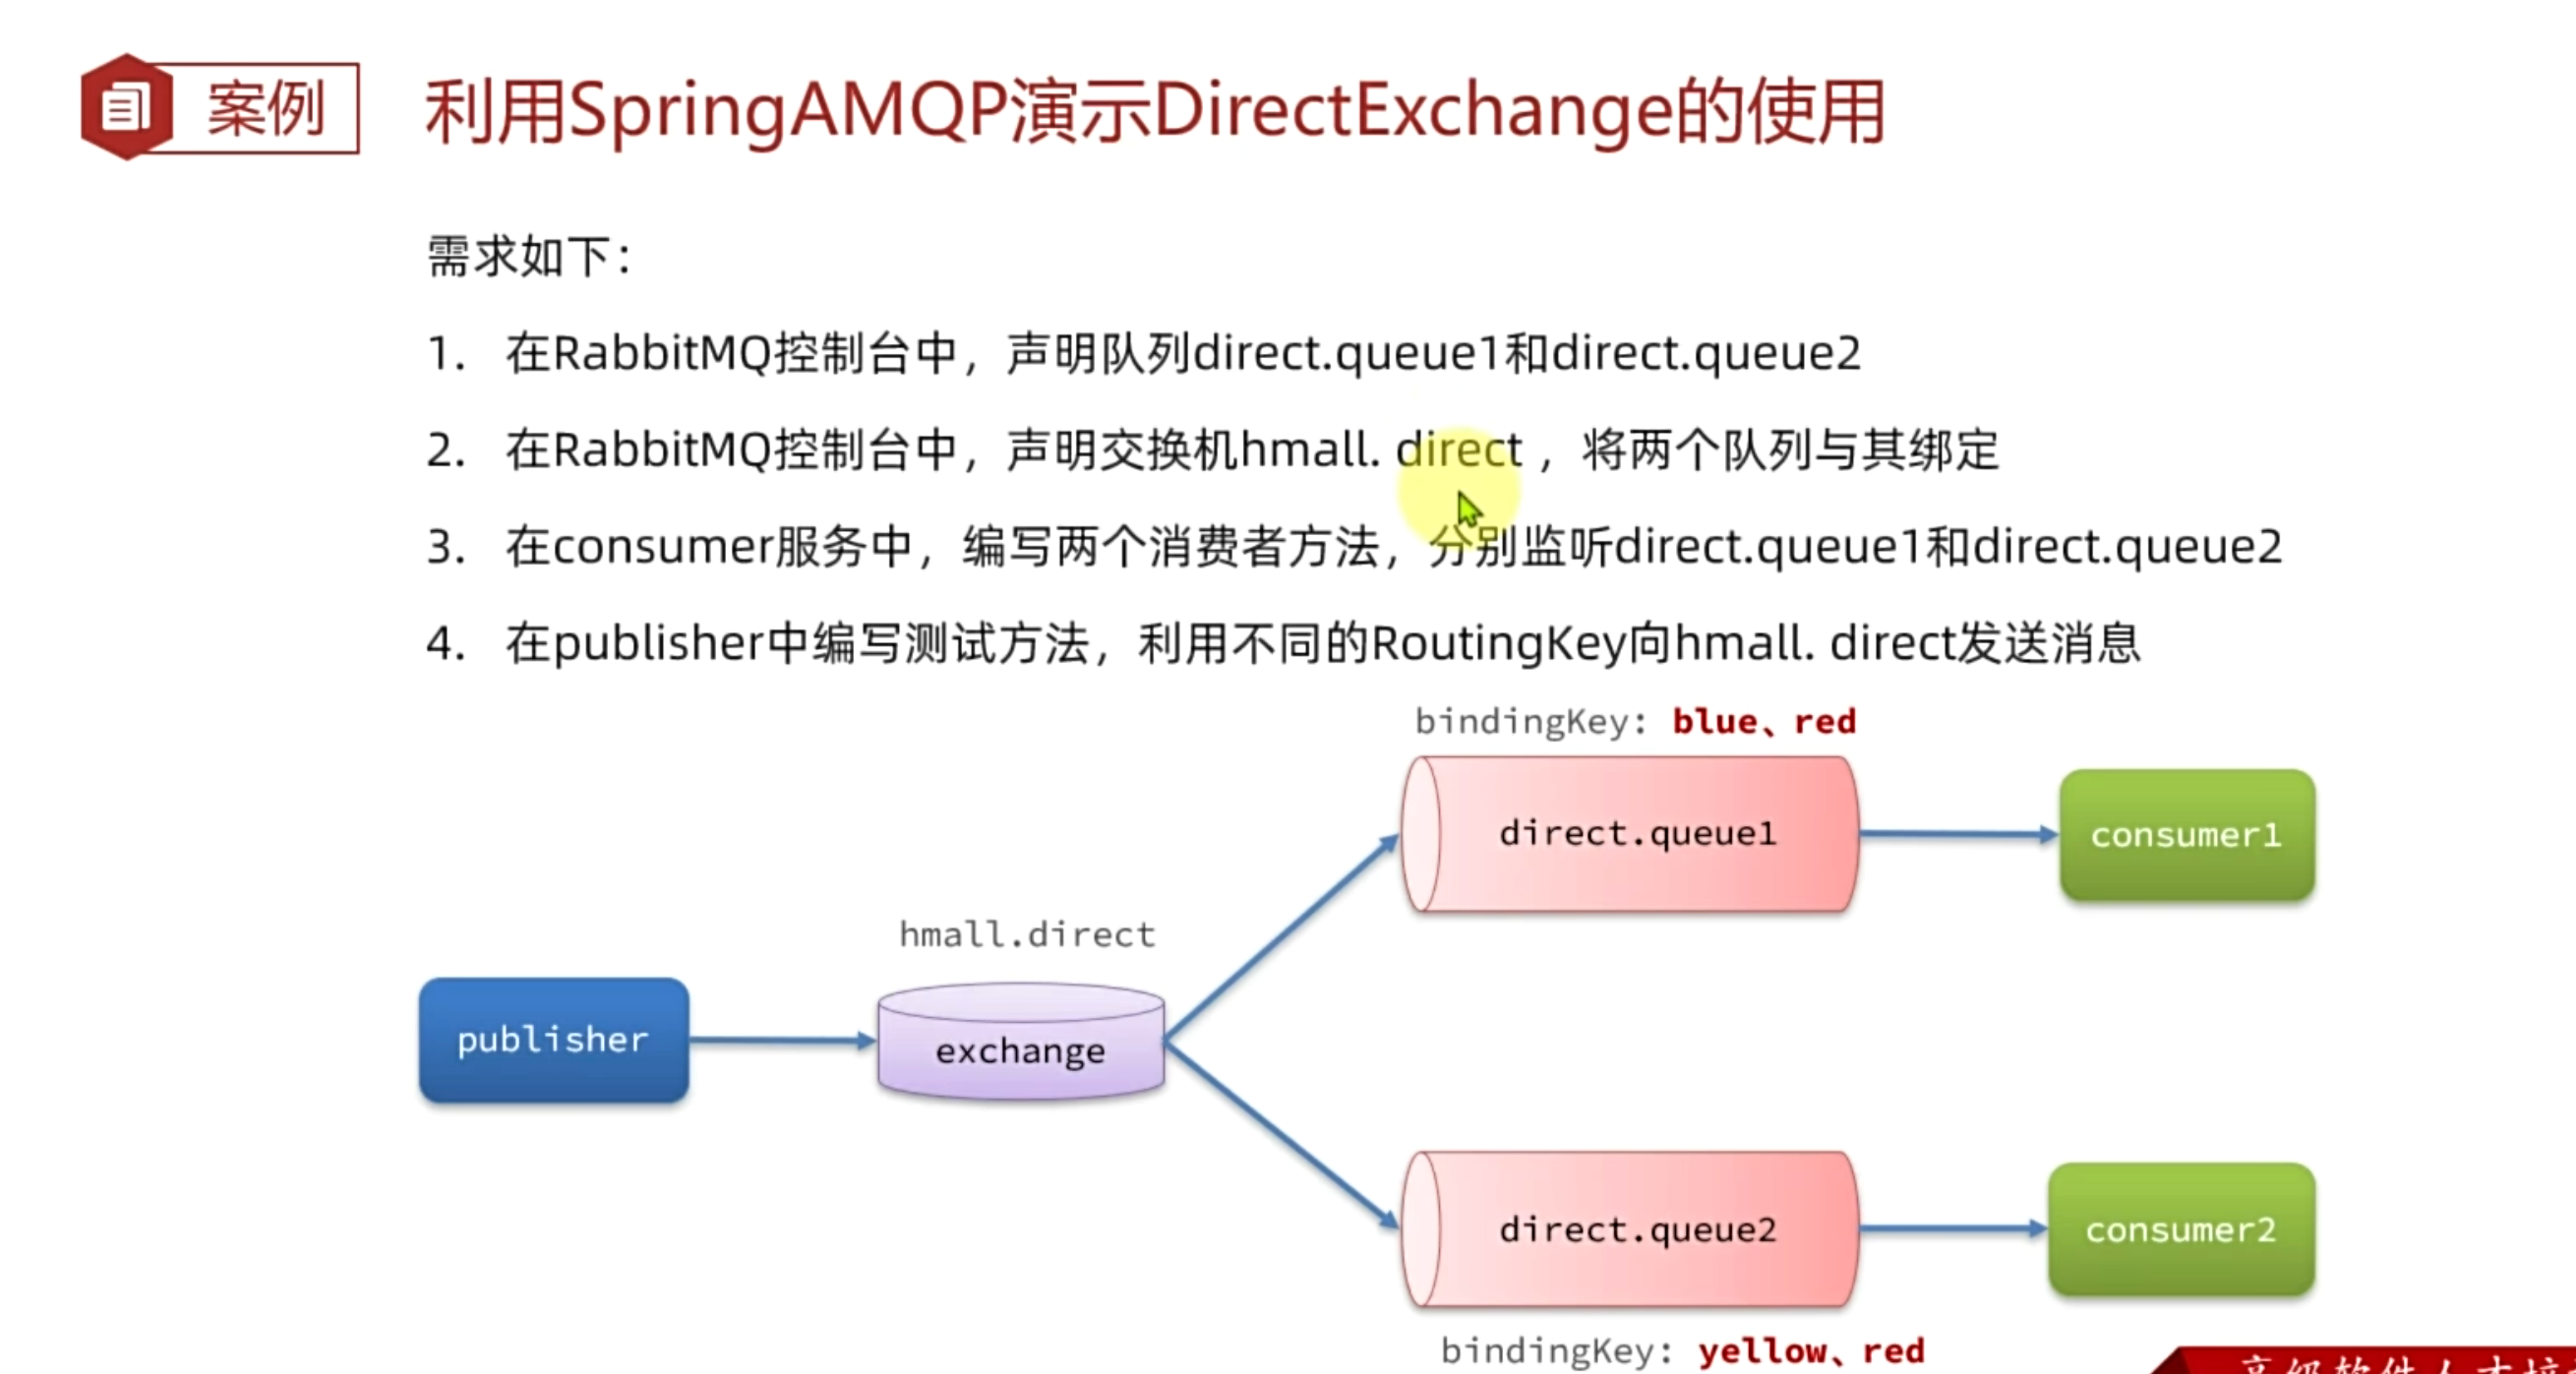 案例
利用SpringAMQP演示DirectExchange的使用
需求如下：
1. 在RabbitMQ控制台中，声明队列direct.queue1和direct.queue2
2. 在RabbitMQ控制台中，声明交换机hmall. direct ，将两个队列与其绑定
3. 在consumer服务中，编写两个消费者方法，分别监听direct.queue1和direct.queue2
4. 在publisher中编写测试方法，利用不同的RoutingKey向hmall. direct发送消息
bindingKey: blue、red
direct.queue1
consumer1
hmall.direct
publisher
exchange
direct.queue2
consumer2
bindingKey: yellow、red
高级软件人才培